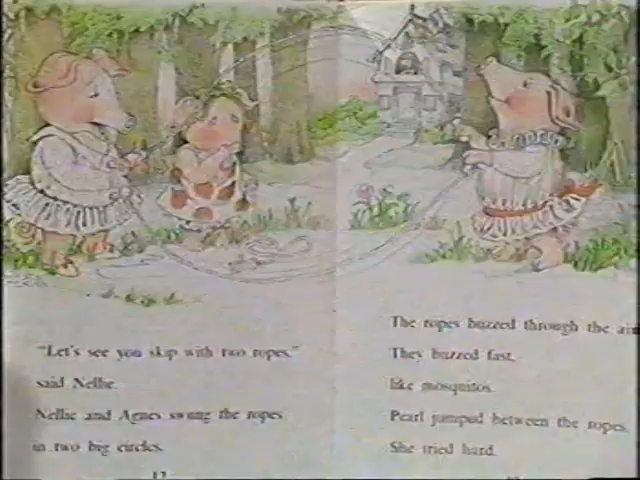 "Let's see you skip with two ropes."
said Nellie.
Nellie and Agnes swung the ropes
in two big circles.
12
The ropes buzzed through the air
They buzzed fast,
like mosquitos.
Pearl jumped between the ropes.
She tried hard.